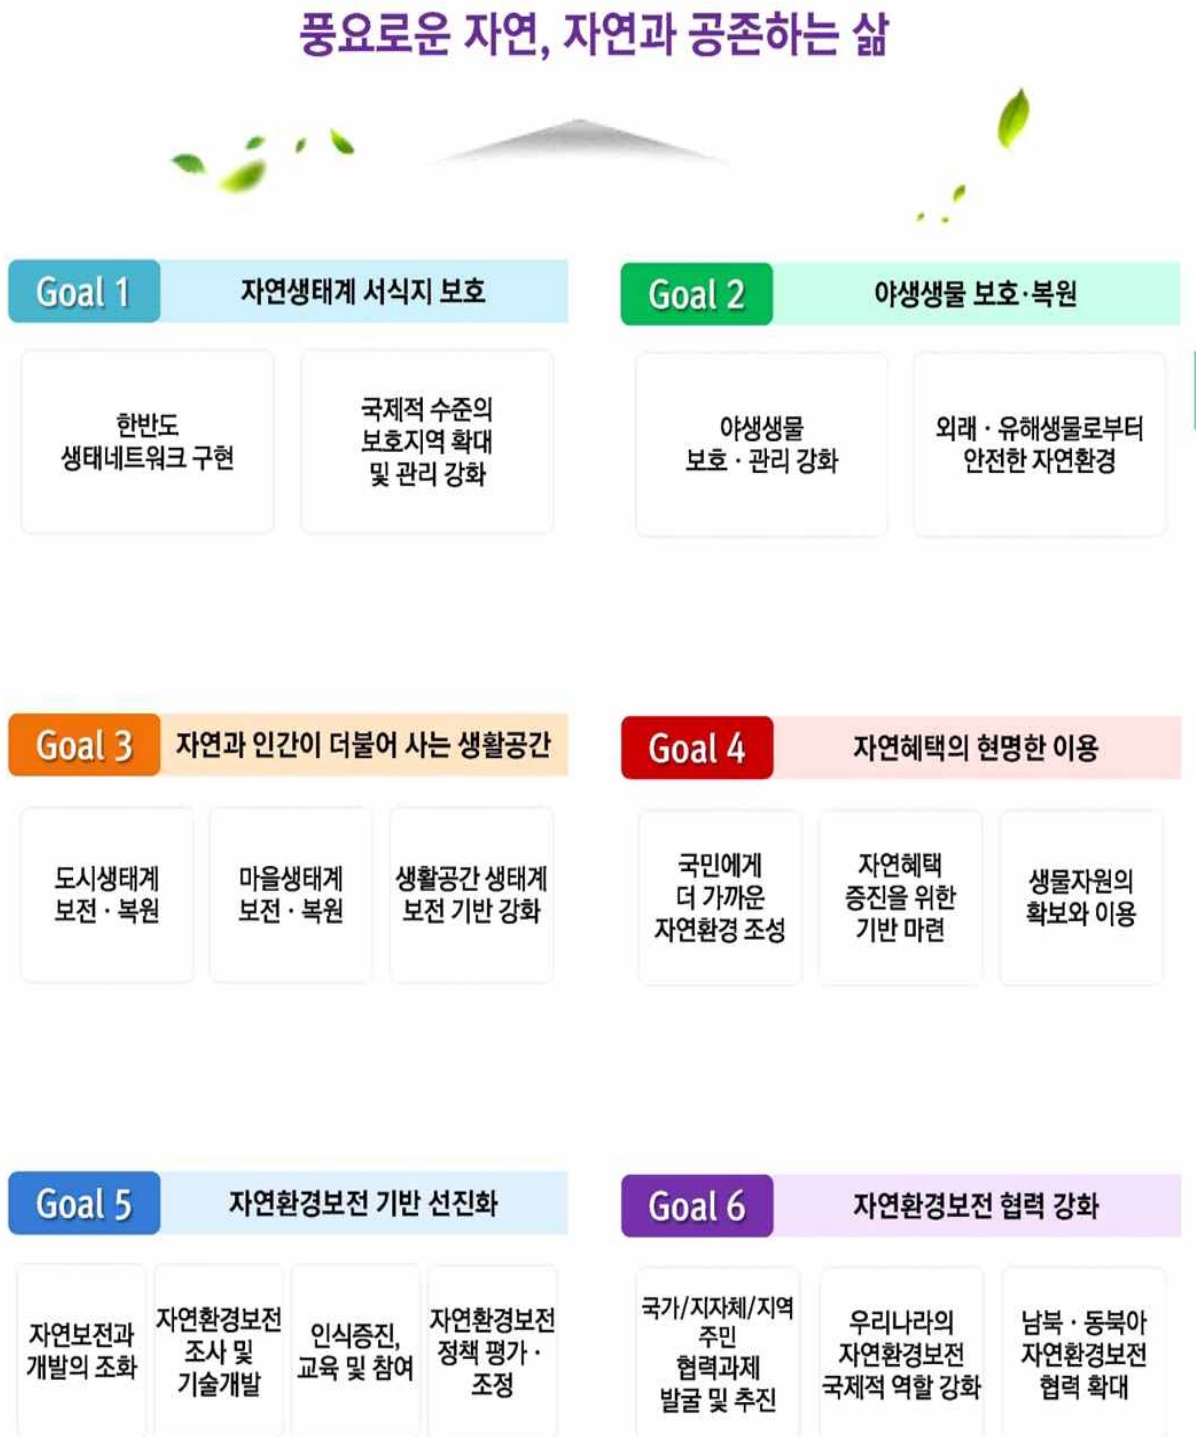 풍요로운 자연, 자연과 공존하는 삶
Goal 1
자연생태계 서식지 보호
한반도
생태네트워크 구현
국제적 수준의
보호지역 확대
및 관리 강화
Goal 2
야생생물 보호·복원
야생생물
보호 · 관리 강화
외래 · 유해생물로부터
안전한 자연환경
Goal 3
자연과 인간이 더불어 사는 생활공간
도시생태계
보전 · 복원
마을생태계
보전 · 복원
생활공간 생태계
보전 기반 강화
Goal 4
자연혜택의 현명한 이용
국민에게
더 가까운
자연환경 조성
자연혜택
증진을 위한
기반 마련
생물자원의
확보와 이용
Goal 5
자연환경보전 기반 선진화
자연보전과
개발의 조화
자연환경보전
조사 및
기술개발
인식증진,
교육 및 참여
자연환경보전
정책 평가 ·
조정
Goal 6
자연환경보전 협력 강화
국가/지자체/지역
주민
협력과제
발굴 및 추진
우리나라의
자연환경보전
국제적 역할 강화
남북 · 동북아
자연환경보전
협력 확대